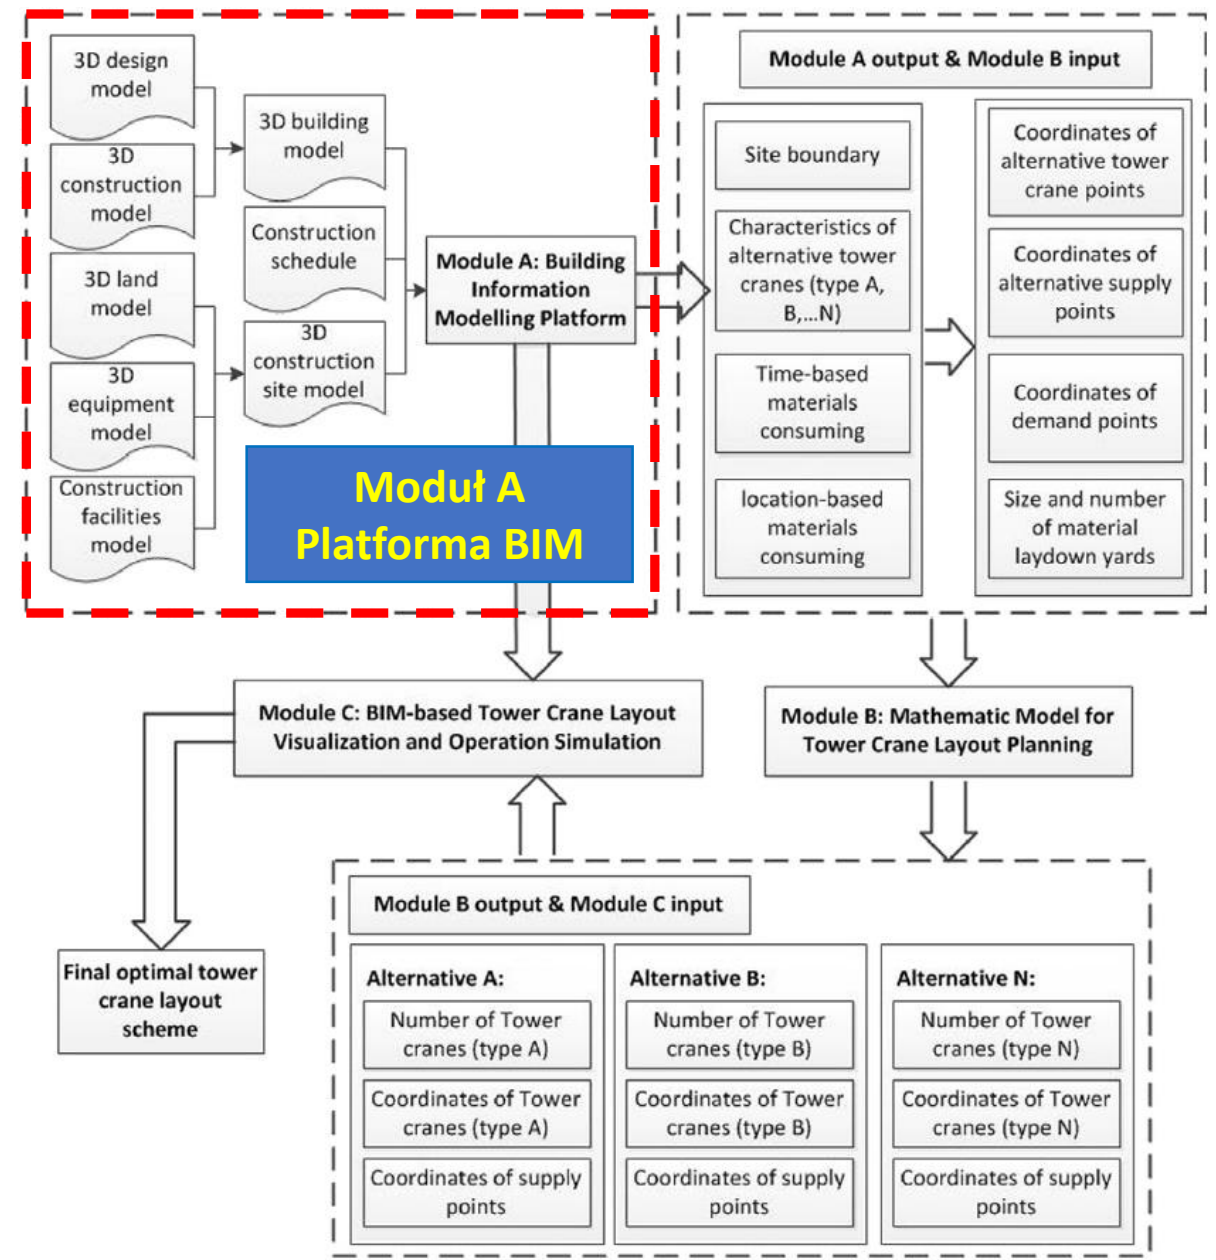 3D design
model
3D
construction
model
3D land
model
3D
equipment
model
Construction
facilities
model
3D building
model
Construction
schedule
3D
construction
site model
Module A: Building
Information
Modelling Platform
Moduł A
Platforma BIM
Module A output & Module B input
Site boundary
Characteristics of
alternative tower
cranes (type A,
B,...N)
Time-based
materials
consuming
location-based
materials
consuming
Coordinates of
alternative tower
crane points
Coordinates of
alternative supply
points
Coordinates of
demand points
Size and number
of material
laydown yards
Module C: BIM-based Tower Crane Layout
Visualization and Operation Simulation
Module B: Mathematic Model for
Tower Crane Layout Planning
Final optimal tower
crane layout
scheme
Module B output & Module C input
Alternative A:
Number of Tower
cranes (type A)
Coordinates of Tower
cranes (type A)
Coordinates of supply
points
Alternative B:
Number of Tower
cranes (type B)
Coordinates of Tower
cranes (type B)
Coordinates of supply
points
Alternative N:
Number of Tower
cranes (type N)
Coordinates of Tower
cranes (type N)
Coordinates of supply
points